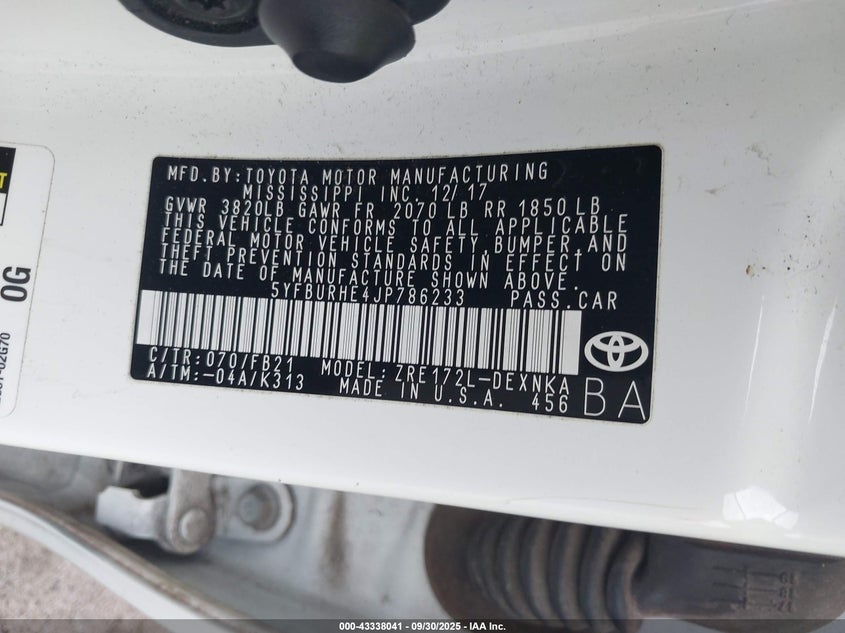 MFD.BY:TOYOTA MOTOR MANUFACTURING
MISSISSIPPI INC. 12/17
GVWR 3820LB GAWR FR 2070 LB RR 1850 LB
THIS VEHICLE CONFORMS TO ALL APPLICABLE
FEDERAL MOTOR VEHICLE SAFETY,BUMPER,AND
THEFT PREVENTION STANDARDS IN EFFECT ON
THE DATE OF MANUFACTURE SHOWN ABOVE.
5YFBURHE4JP786233 PASS.CAR
C/TR:070/FB21 MODEL:ZRE172L-DEXNKA
A/TM:-04A/K313 MADE IN U.S.A. 456
BA
OG
000-43338041 - 09/30/2025 - IAA Inc.